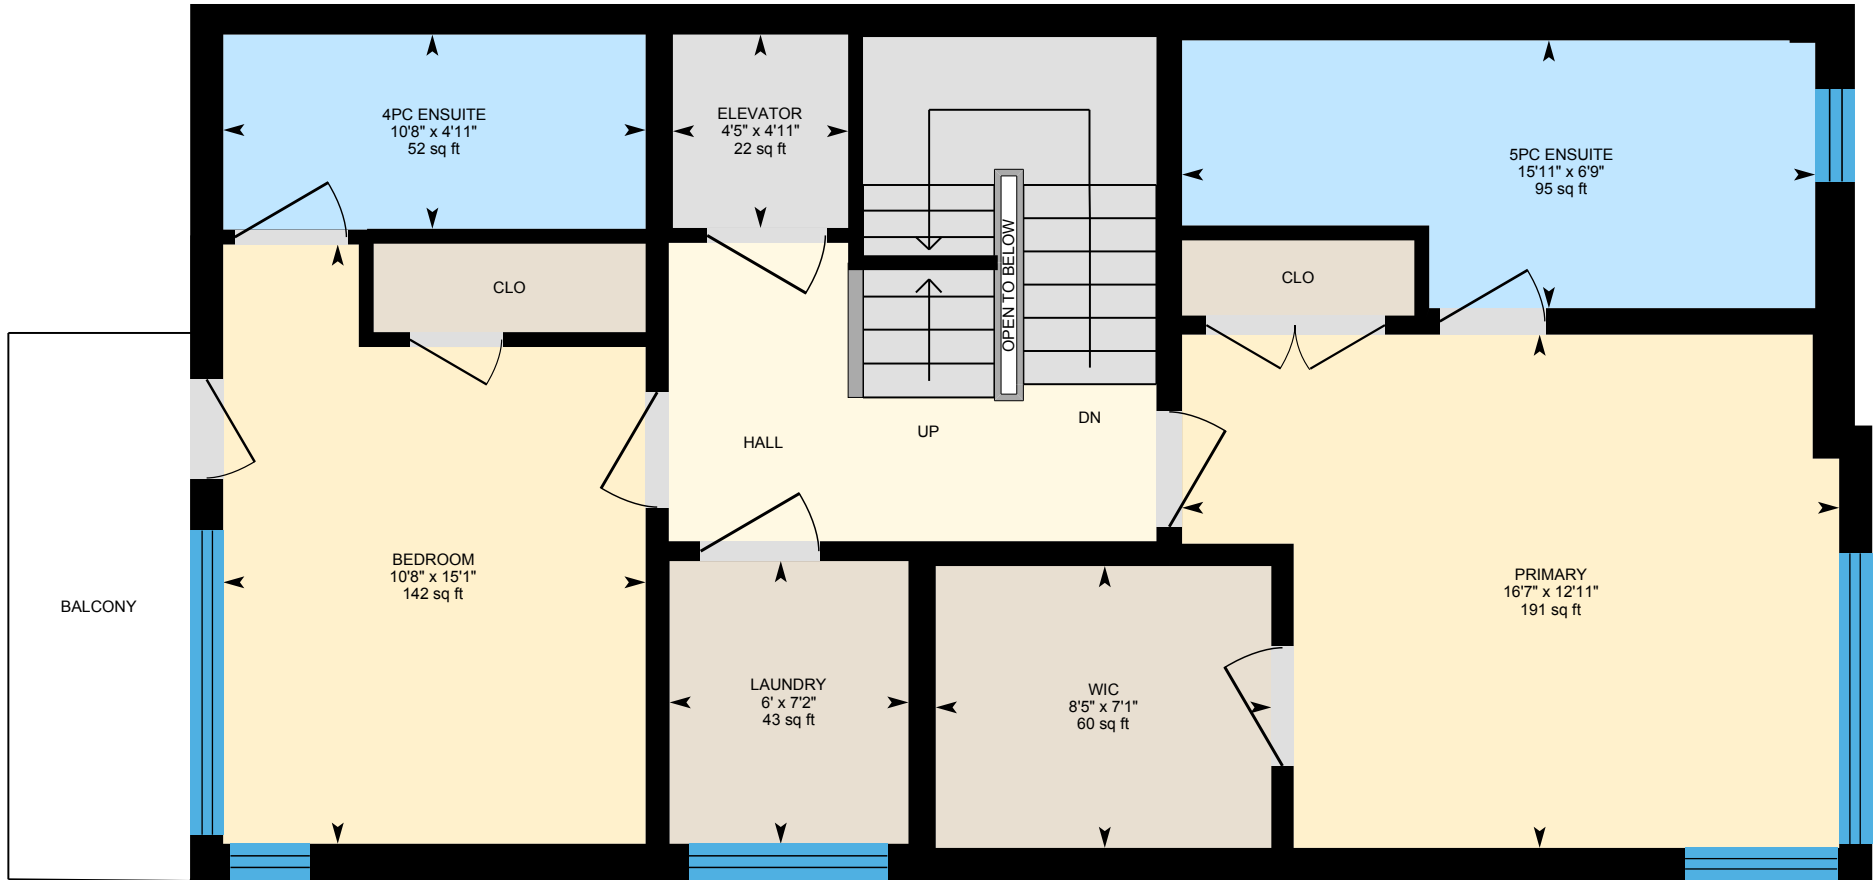 4PC ENSUITE
10'8" x 4'11"
52 sq ft
ELEVATOR
4'5" x 4'11"
22 sq ft
5PC ENSUITE
15'11" x 6'9"
95 sq ft
CLO
OPEN TO BELOW
CLO
HALL
UP
DN
BEDROOM
10'8" x 15'1"
142 sq ft
BALCONY
PRIMARY
16'7" x 12'11"
191 sq ft
LAUNDRY
6' x 7'2"
43 sq ft
WIC
8'5" x 7'1"
60 sq ft